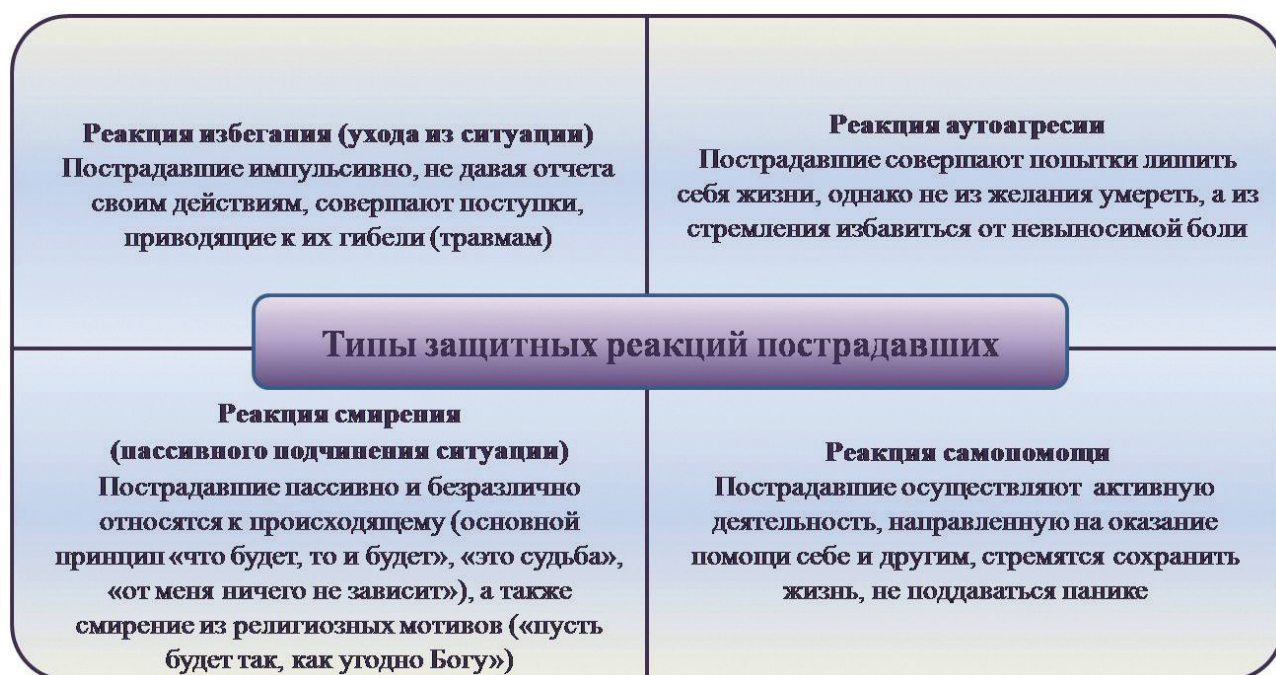 Реакция избегания (ухода из ситуации)
Пострадавшие импульсивно, не давая отчета
своим действиям, совершают поступки,
приводящие к их гибели (травмам)
Реакция аутоагресии
Пострадавшие совершают попытки лишить
себя жизни, однако не из желания умереть, а из
стремления избавиться от невыносимой боли
Типы защитных реакций пострадавших
Реакция смирения
(пассивного подчинения ситуации)
Пострадавшие пассивно и безразлично
относятся к происходящему (основной
принцип «что будет, то и будет», «это судьба»,
«от меня ничего не зависит»), а также
смирение из религиозных мотивов («пусть
будет так, как угодно Богу»)
Реакция самопомощи
Пострадавшие осуществляют активную
деятельность, направленную на оказание
помощи себе и другим, стремятся сохранить
жизнь, не поддаваться панике